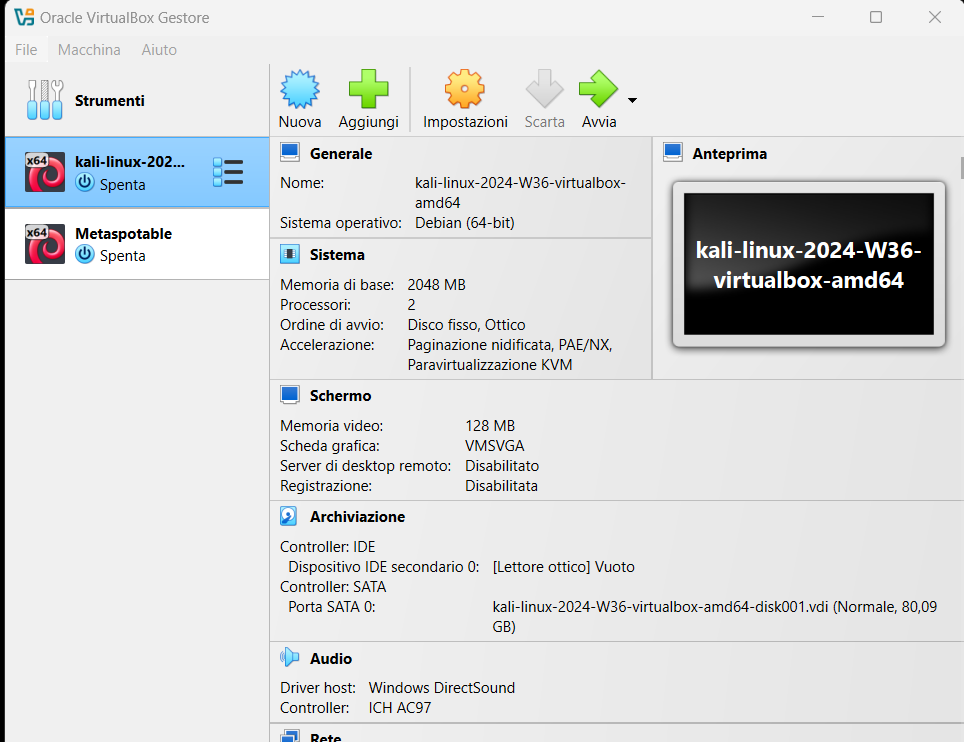 Oracle VirtualBox Gestore
File Macchina Aiuto
Strumenti
Nuova Aggiungi Impostazioni Scarta Avvia
x64
kali-linux-202...
Spenta
x64
Metaspotable
Spenta
Generale
Nome: kali-linux-2024-W36-virtualbox-
amd64
Sistema operativo: Debian (64-bit)
Anteprima
kali-linux-2024-W36-
virtualbox-amd64
Sistema
Memoria di base: 2048 MB
Processori: 2
Ordine di avvio: Disco fisso, Ottico
Accelerazione: Paginazione nidificata, PAE/NX,
Paravirtualizzazione KVM
Schermo
Memoria video: 128 MB
Scheda grafica: VMSVGA
Server di desktop remoto: Disabilitato
Registrazione: Disabilitata
Archiviazione
Controller: IDE
Dispositivo IDE secondario 0: [Lettore ottico] Vuoto
Controller: SATA
Porta SATA 0: kali-linux-2024-W36-virtualbox-amd64-disk001.vdi (Normale, 80,09
GB)
Audio
Driver host: Windows DirectSound
Controller: ICH AC97
Rete